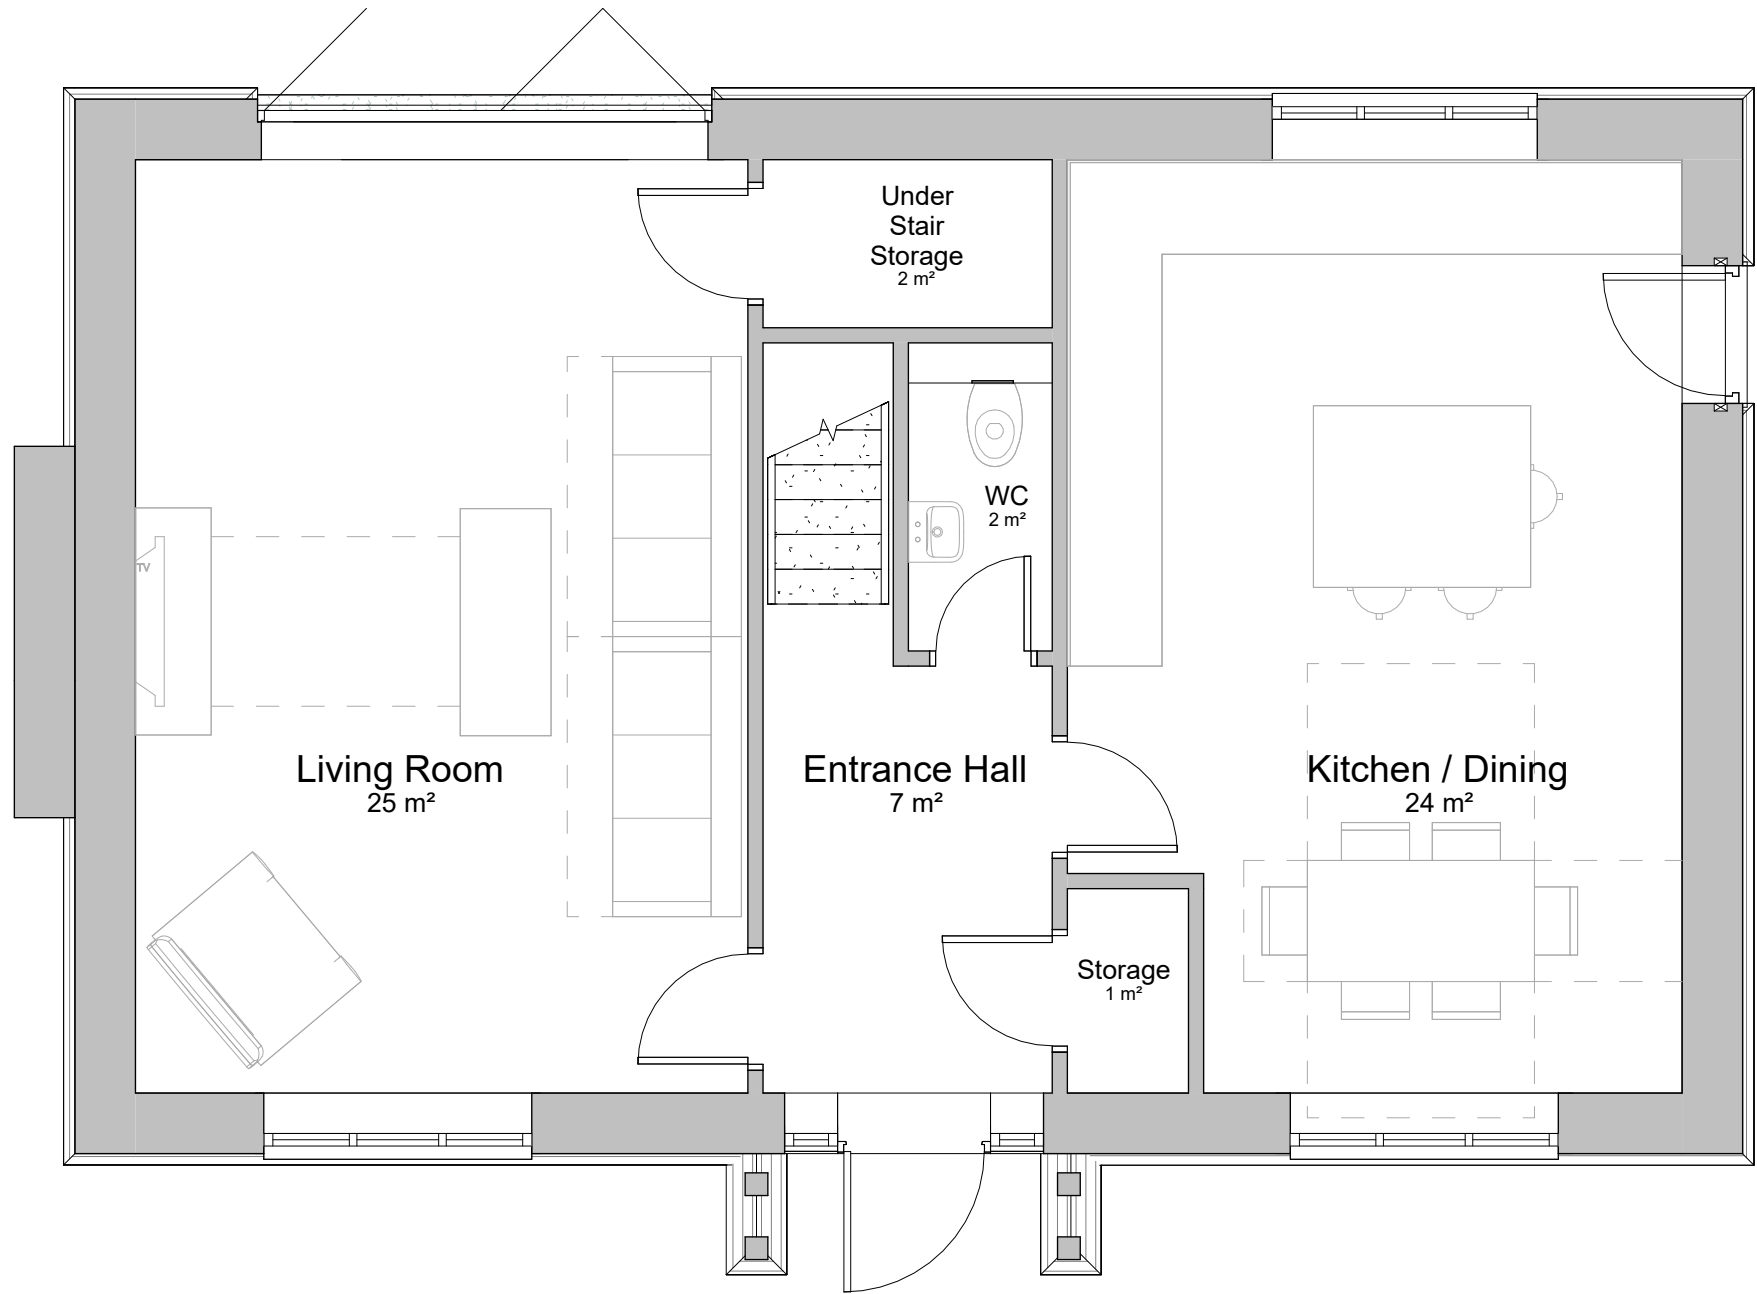 Under
Stair
Storage
2 m²
WC
2 m²
TV
Living Room
25 m²
Entrance Hall
7 m²
Kitchen / Dining
24 m²
Storage
1 m²